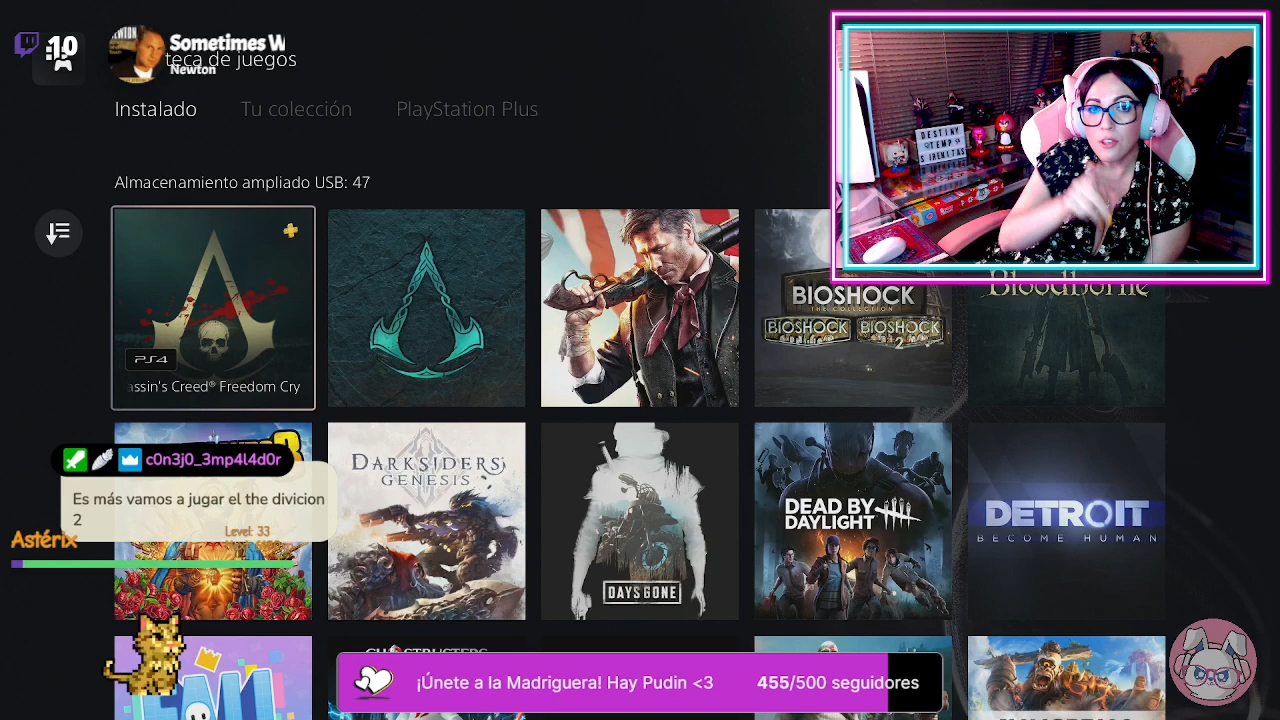 :10
Sometimes W
teca de juegos
Newton
Instalado
Tu colección
PlayStation Plus
Almacenamiento ampliado USB: 47
DESTINY
TEMP
SIRENITAS
PS4
assin's Creed® Freedom Cry
BIOSHOCK
THE COLLECTION
BIOSHOCK
BIOSHOCK
2
Bloodborne
c0n3j0_3mp4l4d0r
Es más vamos a jugar el the divicion
2
Level: 33
Astérix
DARKSIDERS
GENESIS
DAYS GONE
DEAD BY
DAYLIGHT
DETROIT
BECOME HUMAN
¡Únete a la Madriguera! Hay Pudin <3
455/500 seguidores